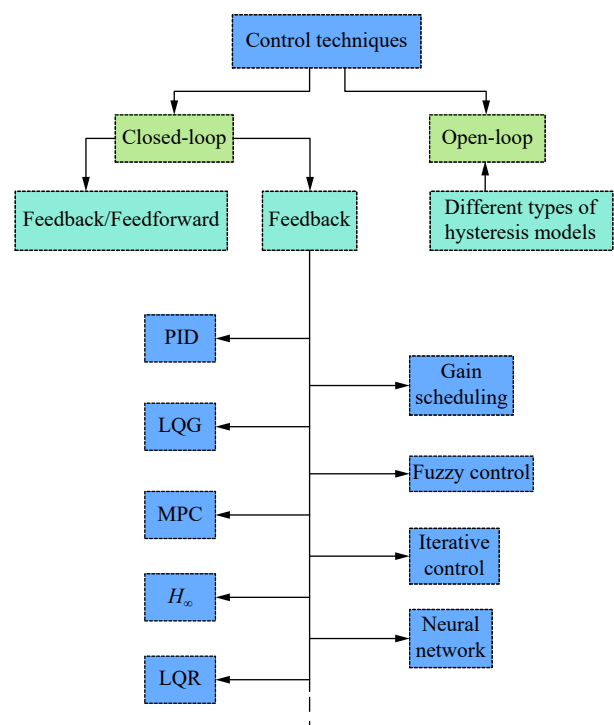 Control techniques
Closed-loop
Open-loop
Feedback/Feedforward
Feedback
Different types of
hysteresis models
PID
Gain
scheduling
LQG
Fuzzy control
MPC
Iterative
control
H∞
Neural
network
LQR